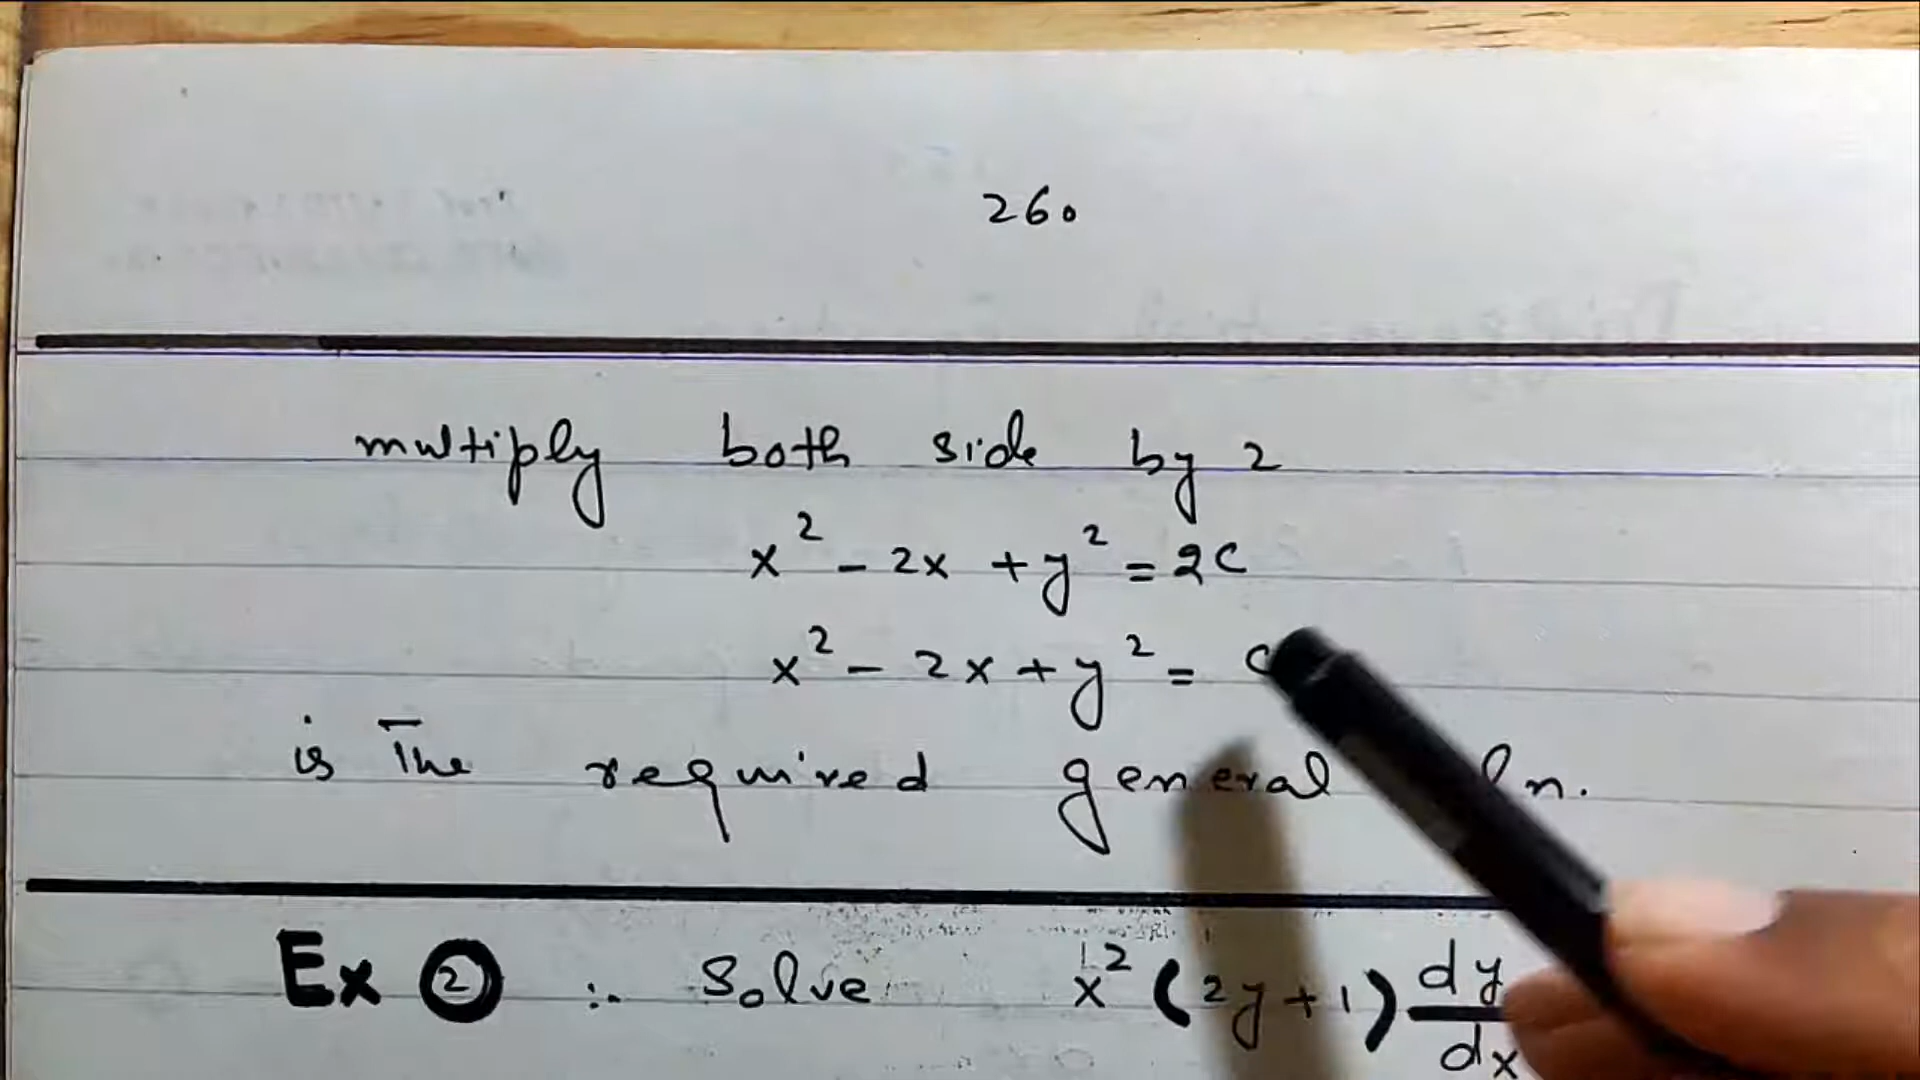 260
multiply both side by 2
x² - 2x + y² = 2C
x² - 2x + y² = C
is The required general
Ex ② :- Solve x² (2y+1) dy/dx